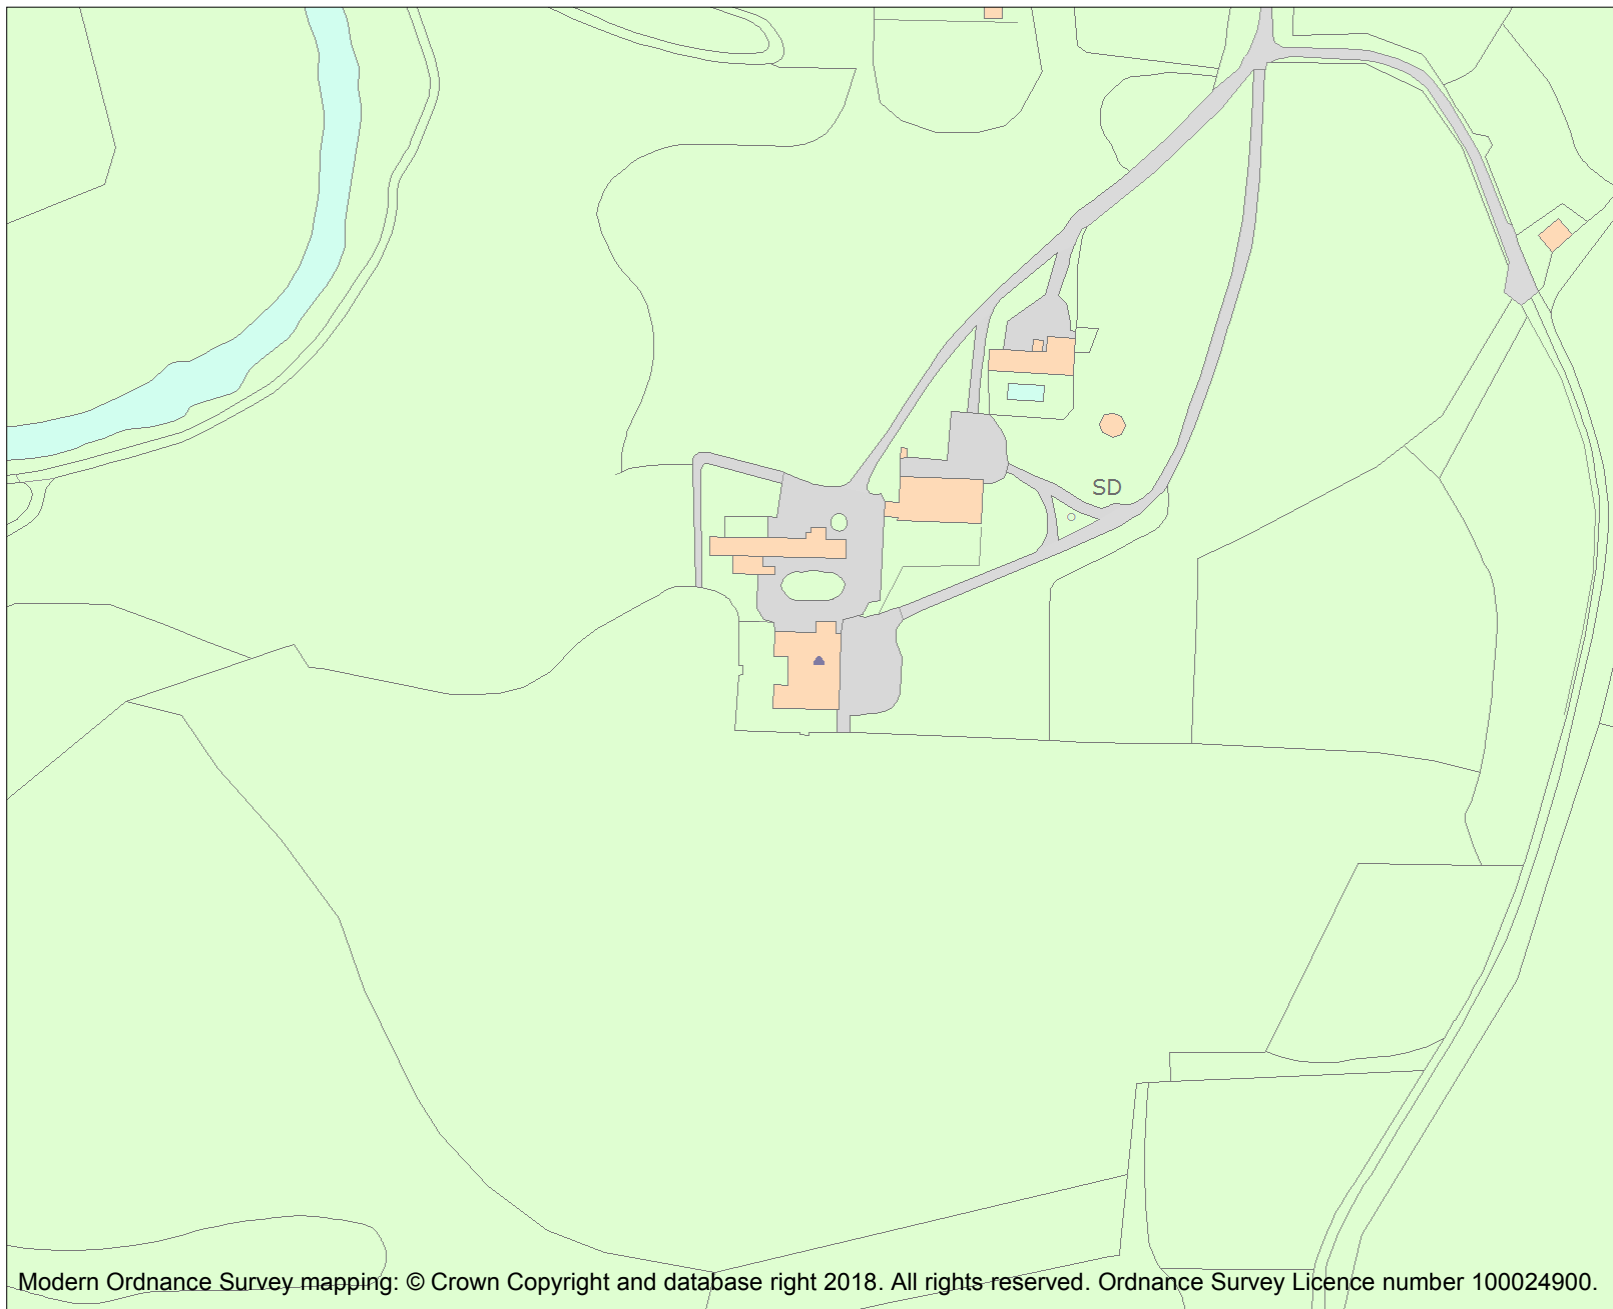 SD
Modern Ordnance Survey mapping: © Crown Copyright and database right 2018. All rights reserved. Ordnance Survey Licence number 100024900.